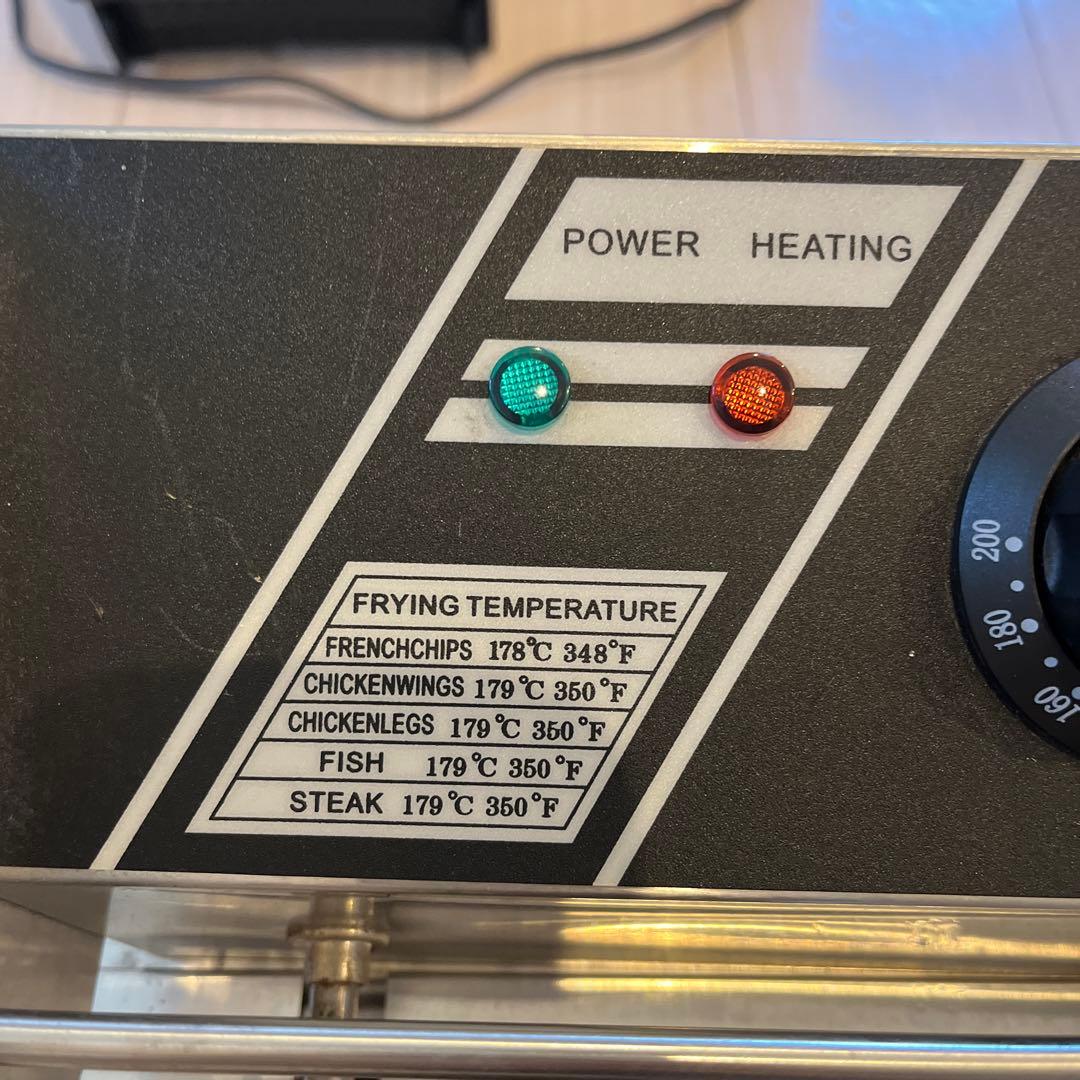 POWER HEATING
FRYING TEMPERATURE
FRENCHCHIPS 178℃ 348°F
CHICKENWINGS 179℃ 350°F
CHICKENLEGS 179℃ 350°F
FISH 179℃ 350°F
STEAK 179℃ 350°F
200
180
160